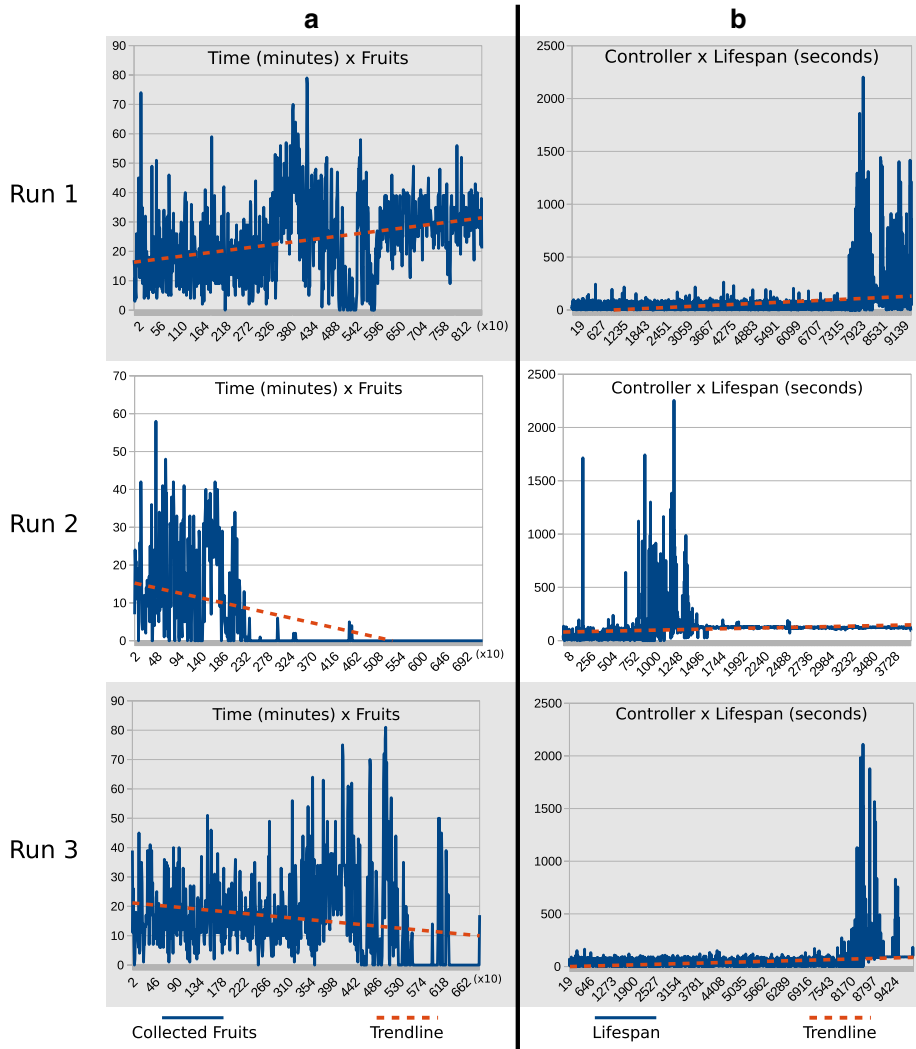 a
b
Run 1
Time (minutes) x Fruits
90
80
70
60
50
40
30
20
10
0
2 56 110 164 218 272 326 380 434 488 542 596 650 704 758 812 (x10)
Controller x Lifespan (seconds)
2500
2000
1500
1000
500
0
19 627 1235 1843 2451 3059 3667 4275 4883 5491 6099 6707 7315 7923 8531 9139
Run 2
Time (minutes) x Fruits
70
60
50
40
30
20
10
0
2 48 94 140 186 232 278 324 370 416 462 508 554 600 646 692 (x10)
Controller x Lifespan (seconds)
2500
2000
1500
1000
500
0
8 256 504 752 1000 1248 1496 1744 1992 2240 2488 2736 2984 3232 3480 3728
Run 3
Time (minutes) x Fruits
90
80
70
60
50
40
30
20
10
0
2 46 90 134 178 222 266 310 354 398 442 486 530 574 618 662 (x10)
Controller x Lifespan (seconds)
2500
2000
1500
1000
500
0
19 646 1273 1900 2527 3154 3781 4408 5035 5662 6289 6916 7543 8170 8797 9424
Collected Fruits
Trendline
Lifespan
Trendline